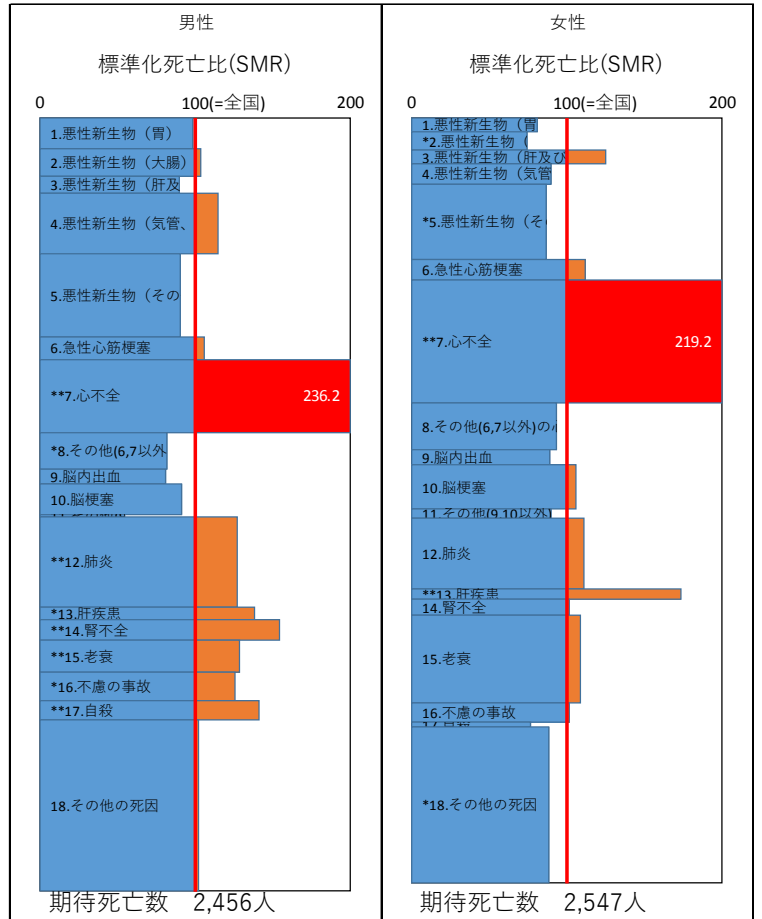 男性
標準化死亡比(SMR)
0
100(=全国)
200
1.悪性新生物（胃）
2.悪性新生物（大腸）
3.悪性新生物（肝及
4.悪性新生物（気管、
5.悪性新生物（その
6.急性心筋梗塞
**7.心不全
236.2
*8.その他(6,7以外
9.脳内出血
10.脳梗塞
**12.肺炎
*13.肝疾患
**14.腎不全
**15.老衰
*16.不慮の事故
**17.自殺
18.その他の死因
期待死亡数 2,456人
女性
標準化死亡比(SMR)
0
100(=全国)
200
1.悪性新生物（胃
*2.悪性新生物（
3.悪性新生物（肝及び
4.悪性新生物（気管
*5.悪性新生物（その
6.急性心筋梗塞
**7.心不全
219.2
8.その他(6,7以外)の心
9.脳内出血
10.脳梗塞
11.その他(9,10以外)
12.肺炎
**13.肝疾患
14.腎不全
15.老衰
16.不慮の事故
17.自殺
*18.その他の死因
期待死亡数 2,547人